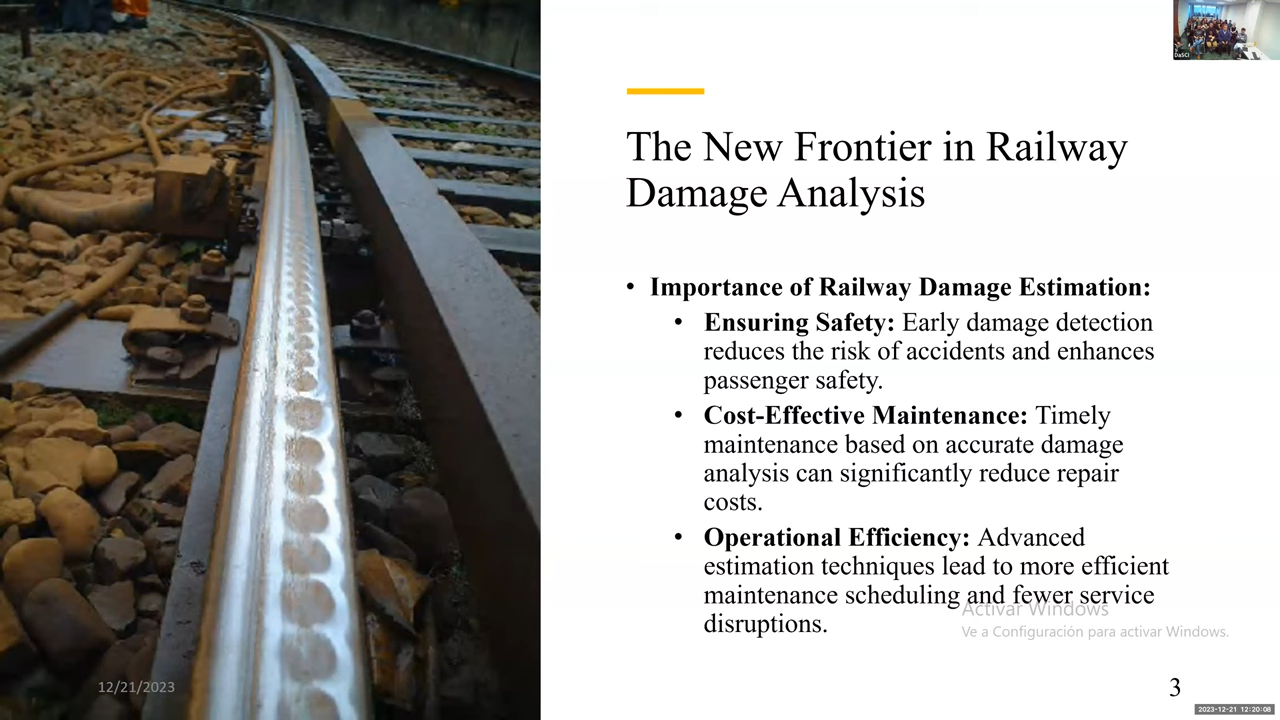 DaSCI
The New Frontier in Railway
Damage Analysis
• Importance of Railway Damage Estimation:
• Ensuring Safety: Early damage detection
reduces the risk of accidents and enhances
passenger safety.
• Cost-Effective Maintenance: Timely
maintenance based on accurate damage
analysis can significantly reduce repair
costs.
• Operational Efficiency: Advanced
estimation techniques lead to more efficient
maintenance scheduling and fewer service
disruptions.
Activar Windows
Ve a Configuración para activar Windows.
12/21/2023
3
2023-12-21 12:20:08